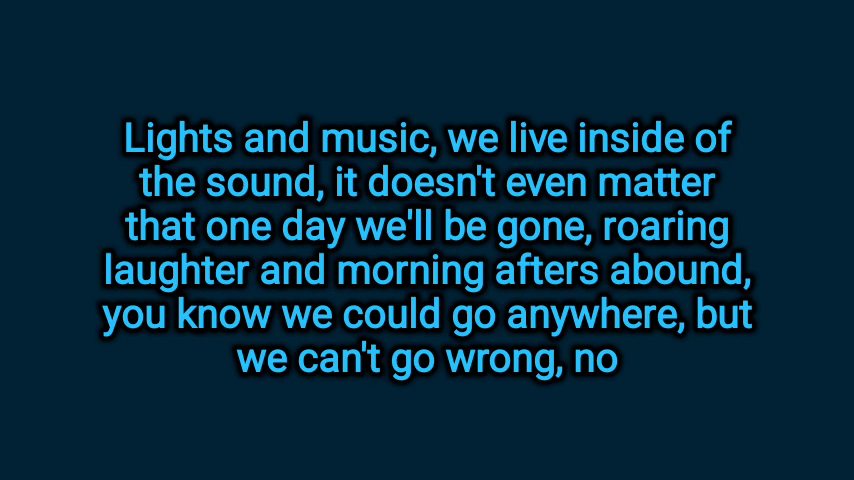 Lights and music, we live inside of
the sound, it doesn't even matter
that one day we'll be gone, roaring
laughter and morning afters abound,
you know we could go anywhere, but
we can't go wrong, no